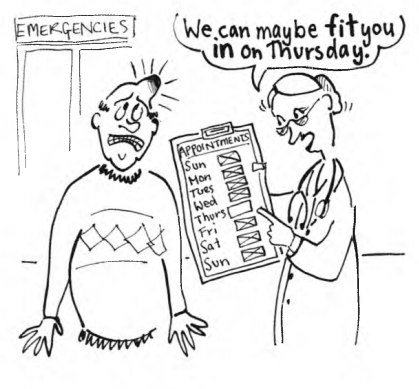 EMERGENCIES
We can maybe fit you
in on Thursday.
APPOINTMENTS
Sun
Mon
Tues
Wed
Thurs
Fri
Sat
Sun